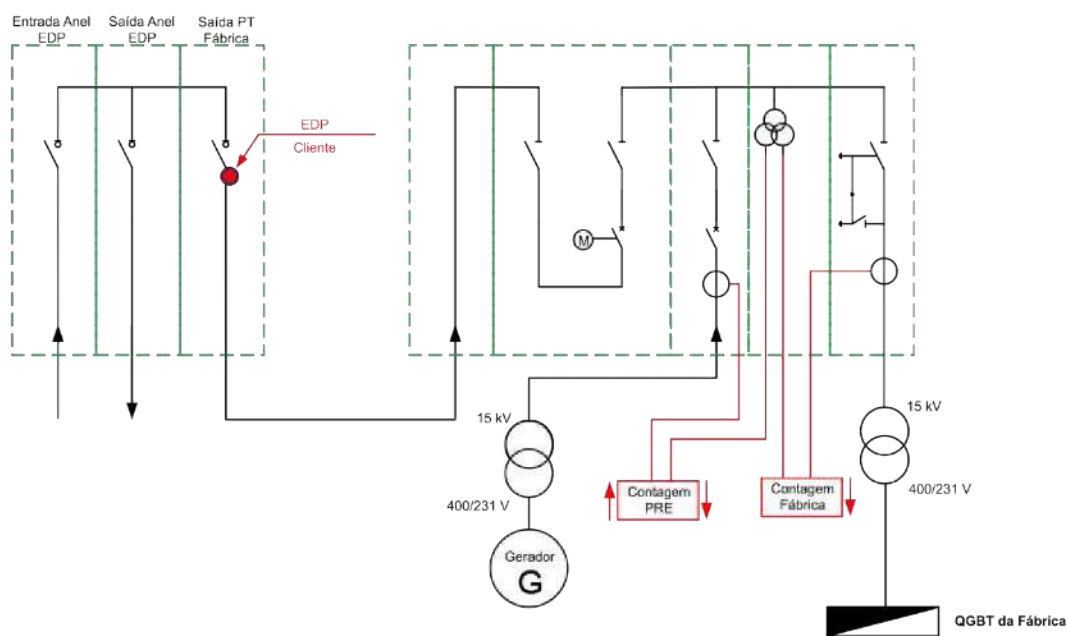 Entrada Anel
EDP
Saída Anel
EDP
Saída PT
Fábrica
EDP
Cliente
M
15 kV
400/231 V
Gerador
G
Contagem
PRE
Contagem
Fábrica
15 kV
400/231 V
QGBT da Fábrica